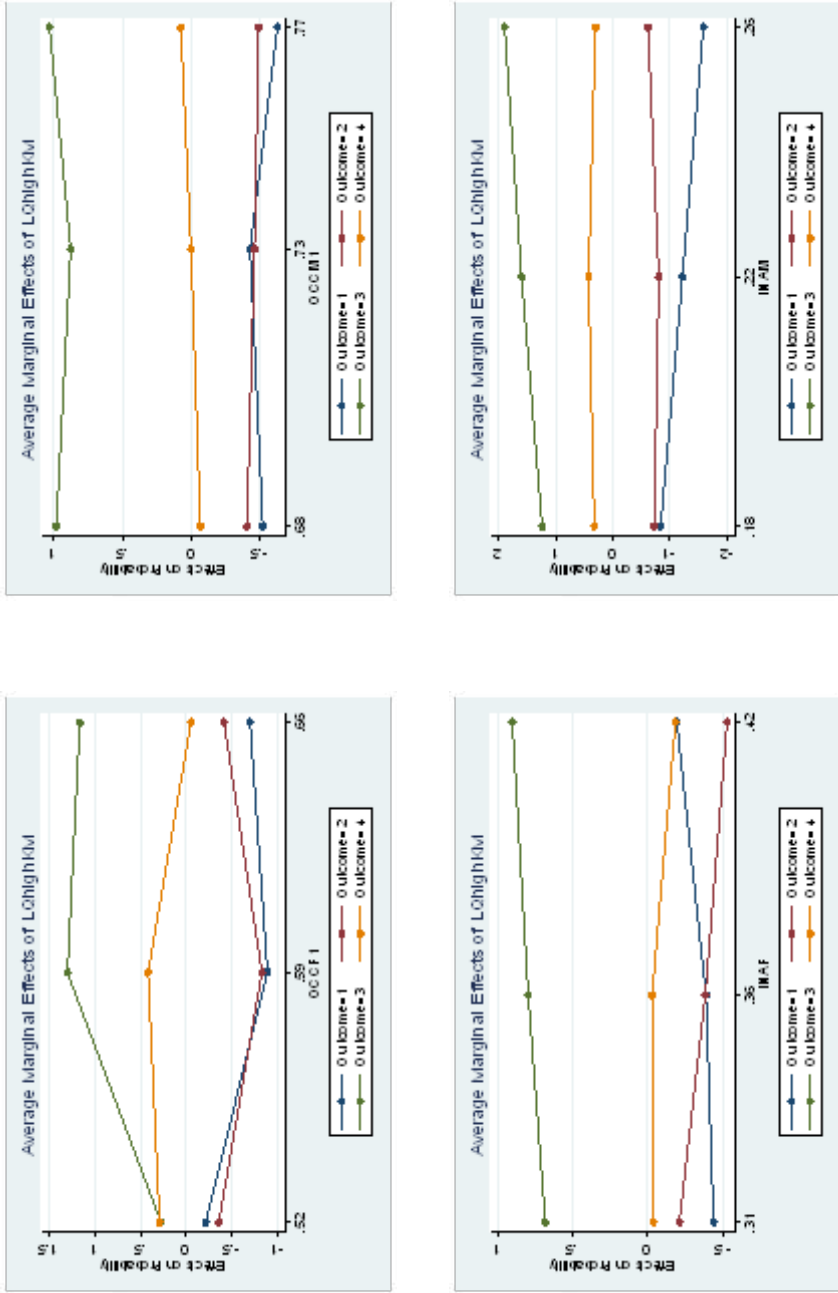 Average Marginal Effects of LQhighKM
Effects on Probability
1.5
1
.5
0
-.5
-1
.52
.59
.66
OCCF1
Outcome=1
Outcome=2
Outcome=3
Outcome=4
Average Marginal Effects of LQhighKM
Effects on Probability
1
.5
0
-.5
.68
.73
.77
OCCM1
Outcome=1
Outcome=2
Outcome=3
Outcome=4
Average Marginal Effects of LQhighKM
Effects on Probability
1
.5
0
-.5
.31
.36
.42
INAF
Outcome=1
Outcome=2
Outcome=3
Outcome=4
Average Marginal Effects of LQhighKM
Effects on Probability
2
1
0
-1
-2
.18
.22
.26
INAM
Outcome=1
Outcome=2
Outcome=3
Outcome=4